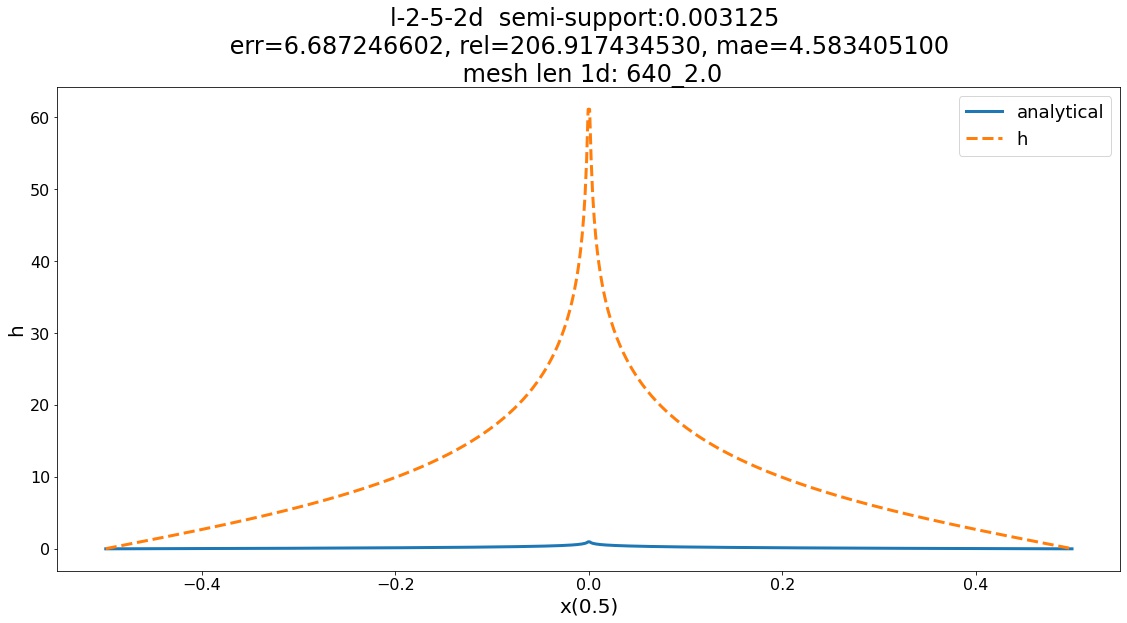 l-2-5-2d  semi-support:0.003125
err=6.687246602, rel=206.917434530, mae=4.583405100
mesh len 1d: 640_2.0
analytical
h
60
50
40
30
20
10
0
h
−0.4
−0.2
0.0
0.2
0.4
x(0.5)